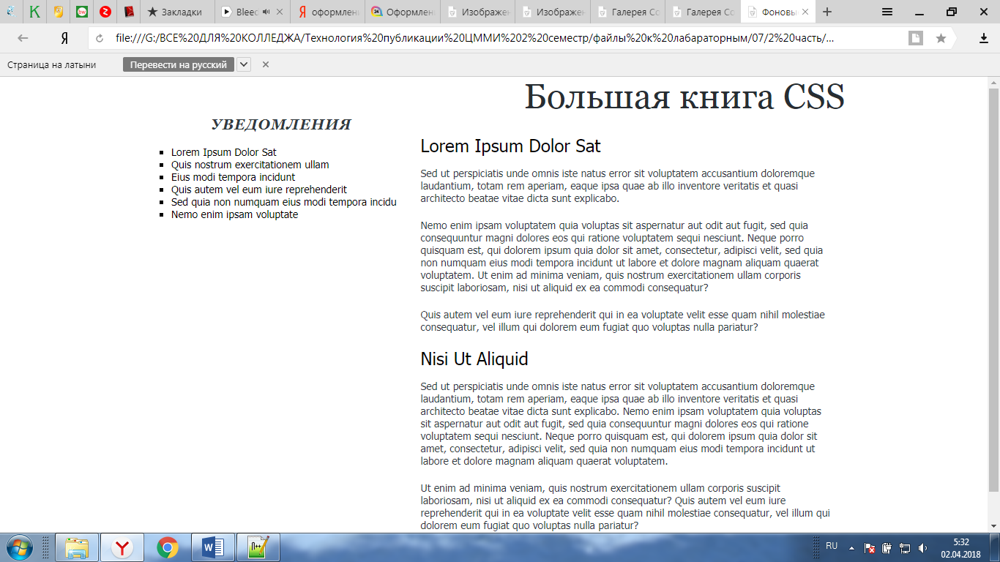 Закладки
Bleec
оформлен
Оформлен
Изображен
Изображен
Галерея Со
Галерея Со
Фоновы
file:///G:/ВСЕ%20ДЛЯ%20КОЛЛЕДЖА/Технология%20публикации%20ЦММИ%202%20семестр/файлы%20к%20лабараторным/07/2%20часть/...
Страница на латыни
Перевести на русский
Большая книга CSS
УВЕДОМЛЕНИЯ
Lorem Ipsum Dolor Sat
Quis nostrum exercitationem ullam
Eius modi tempora incidunt
Quis autem vel eum iure reprehenderit
Sed quia non numquam eius modi tempora incidu
Nemo enim ipsam voluptate
Lorem Ipsum Dolor Sat
Sed ut perspiciatis unde omnis iste natus error sit voluptatem accusantium doloremque
laudantium, totam rem aperiam, eaque ipsa quae ab illo inventore veritatis et quasi
architecto beatae vitae dicta sunt explicabo.
Nemo enim ipsam voluptatem quia voluptas sit aspernatur aut odit aut fugit, sed quia
consequuntur magni dolores eos qui ratione voluptatem sequi nesciunt. Neque porro
quisquam est, qui dolorem ipsum quia dolor sit amet, consectetur, adipisci velit, sed quia
non numquam eius modi tempora incidunt ut labore et dolore magnam aliquam quaerat
voluptatem. Ut enim ad minima veniam, quis nostrum exercitationem ullam corporis
suscipit laboriosam, nisi ut aliquid ex ea commodi consequatur?
Quis autem vel eum iure reprehenderit qui in ea voluptate velit esse quam nihil molestiae
consequatur, vel illum qui dolorem eum fugiat quo voluptas nulla pariatur?
Nisi Ut Aliquid
Sed ut perspiciatis unde omnis iste natus error sit voluptatem accusantium doloremque
laudantium, totam rem aperiam, eaque ipsa quae ab illo inventore veritatis et quasi
architecto beatae vitae dicta sunt explicabo. Nemo enim ipsam voluptatem quia voluptas
sit aspernatur aut odit aut fugit, sed quia consequuntur magni dolores eos qui ratione
voluptatem sequi nesciunt. Neque porro quisquam est, qui dolorem ipsum quia dolor sit
amet, consectetur, adipisci velit, sed quia non numquam eius modi tempora incidunt ut
labore et dolore magnam aliquam quaerat voluptatem.
Ut enim ad minima veniam, quis nostrum exercitationem ullam corporis suscipit
laboriosam, nisi ut aliquid ex ea commodi consequatur? Quis autem vel eum iure
reprehenderit qui in ea voluptate velit esse quam nihil molestiae consequatur, vel illum qui
dolorem eum fugiat quo voluptas nulla pariatur?
RU
5:32
02.04.2018